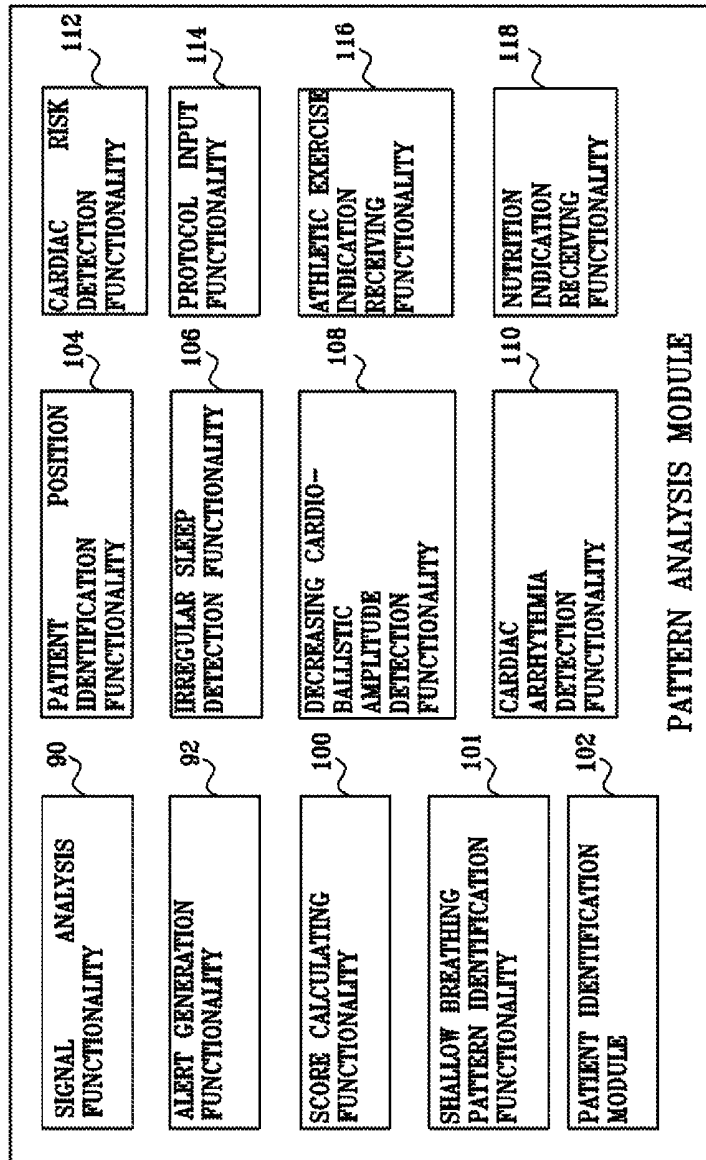 SIGNAL ANALYSIS
FUNCTIONALITY
90
ALERT GENERATION
FUNCTIONALITY
92
SCORE CALCULATING
FUNCTIONALITY
100
SHALLOW BREATHING
PATTERN IDENTIFICATION
FUNCTIONALITY
101
PATIENT IDENTIFICATION
MODULE
102
PATIENT POSITION
IDENTIFICATION
FUNCTIONALITY
104
IRREGULAR SLEEP
DETECTION FUNCTIONALITY
106
DECREASING CARDIO-
BALLISTIC
AMPLITUDE
DETECTION
FUNCTIONALITY
108
CARDIAC
ARRHYTHMIA
DETECTION
FUNCTIONALITY
110
CARDIAC RISK
DETECTION
FUNCTIONALITY
112
PROTOCOL INPUT
FUNCTIONALITY
114
ATHLETIC EXERCISE
INDICATION
RECEIVING
FUNCTIONALITY
116
NUTRITION
INDICATION
RECEIVING
FUNCTIONALITY
118
PATTERN ANALYSIS MODULE